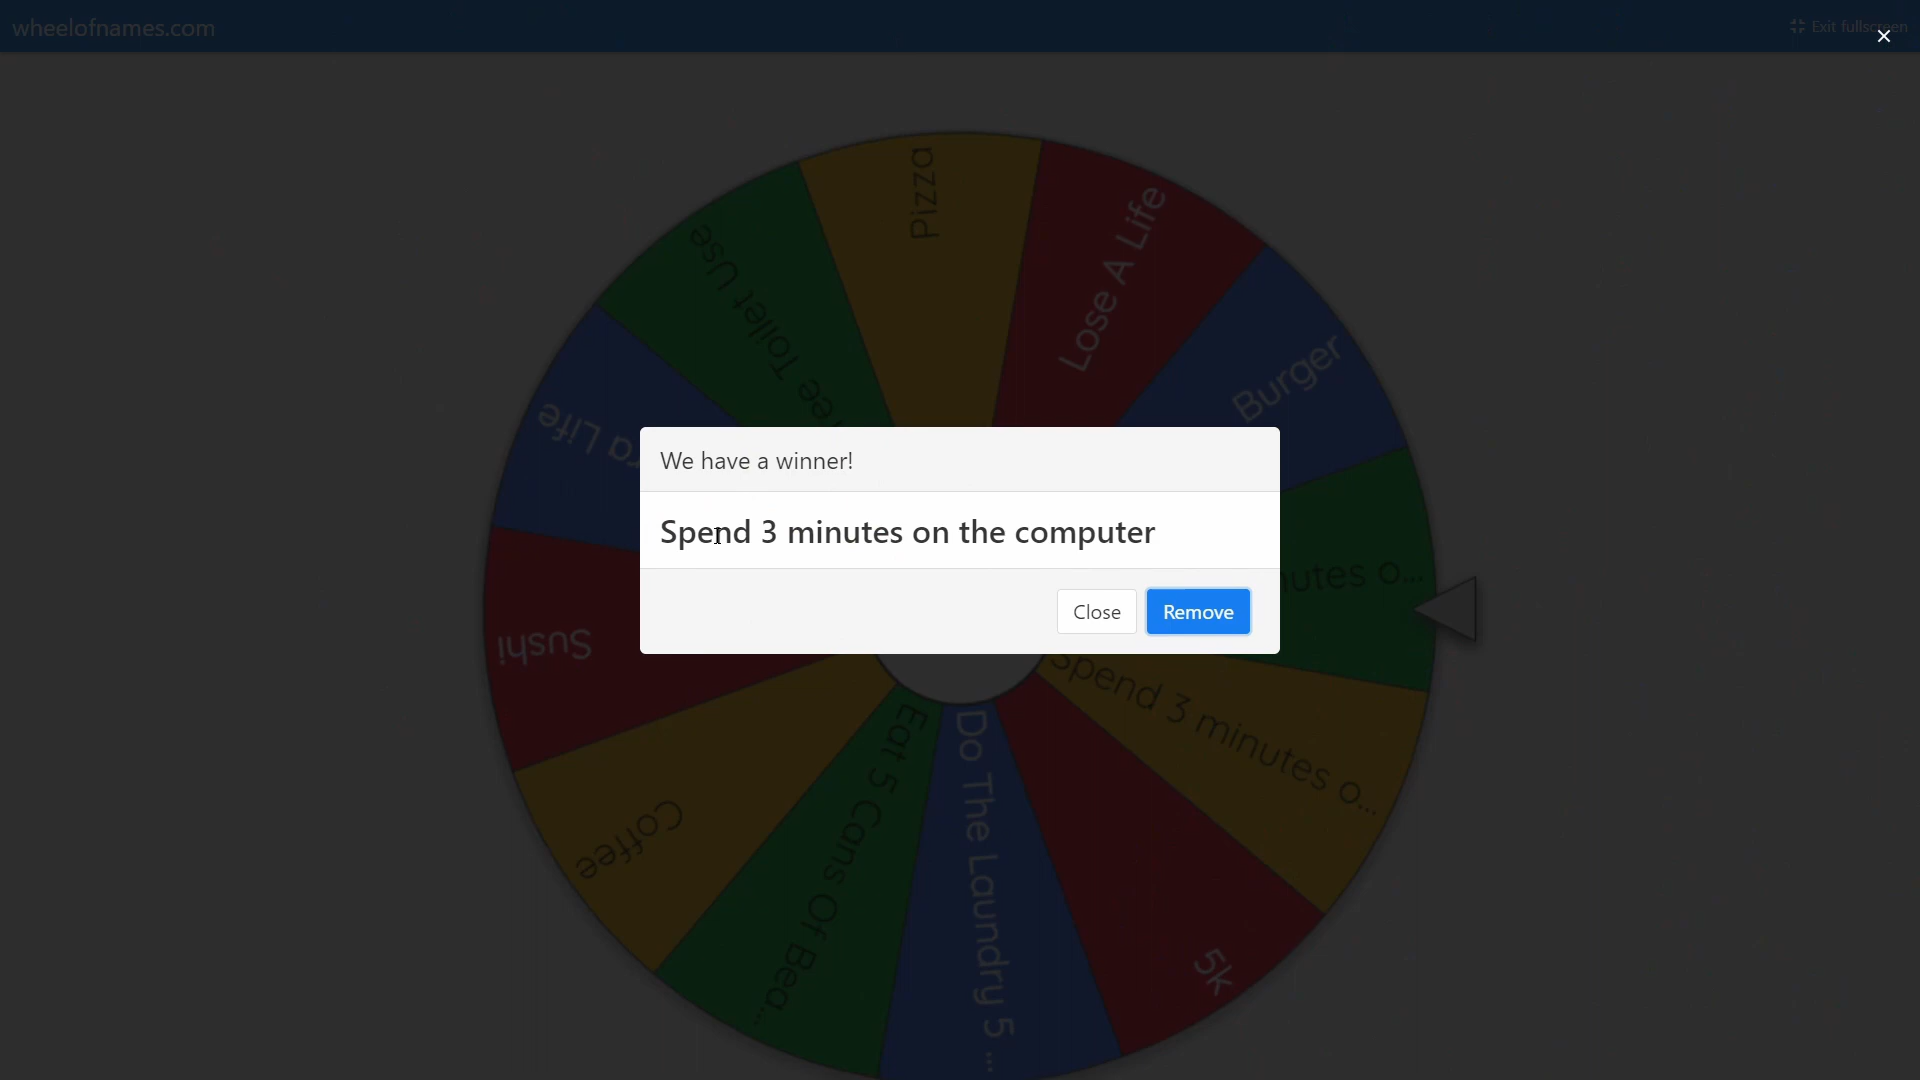 wheelofnames.com
Exit fullscreen
Pizza
Lose A Life
Burger
ree Toilet Use
ra Life
We have a winner!
Spend 3 minutes on the computer
Close
Remove
utes o...
Sushi
Spend 3 minutes o...
Coffee
Eat 5 Cans Of Bea...
Do The Laundry 5 ...
5k